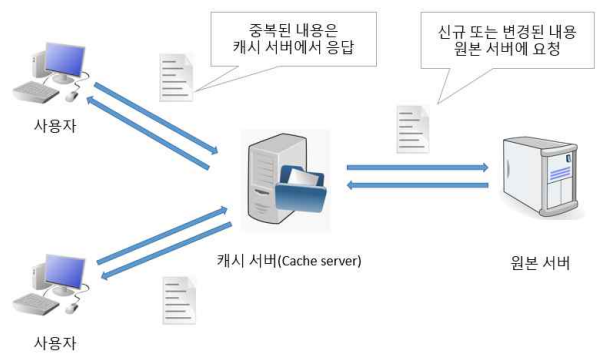 중복된 내용은
캐시 서버에서 응답
신규 또는 변경된 내용
원본 서버에 요청
사용자
캐시 서버(Cache server)
원본 서버
사용자